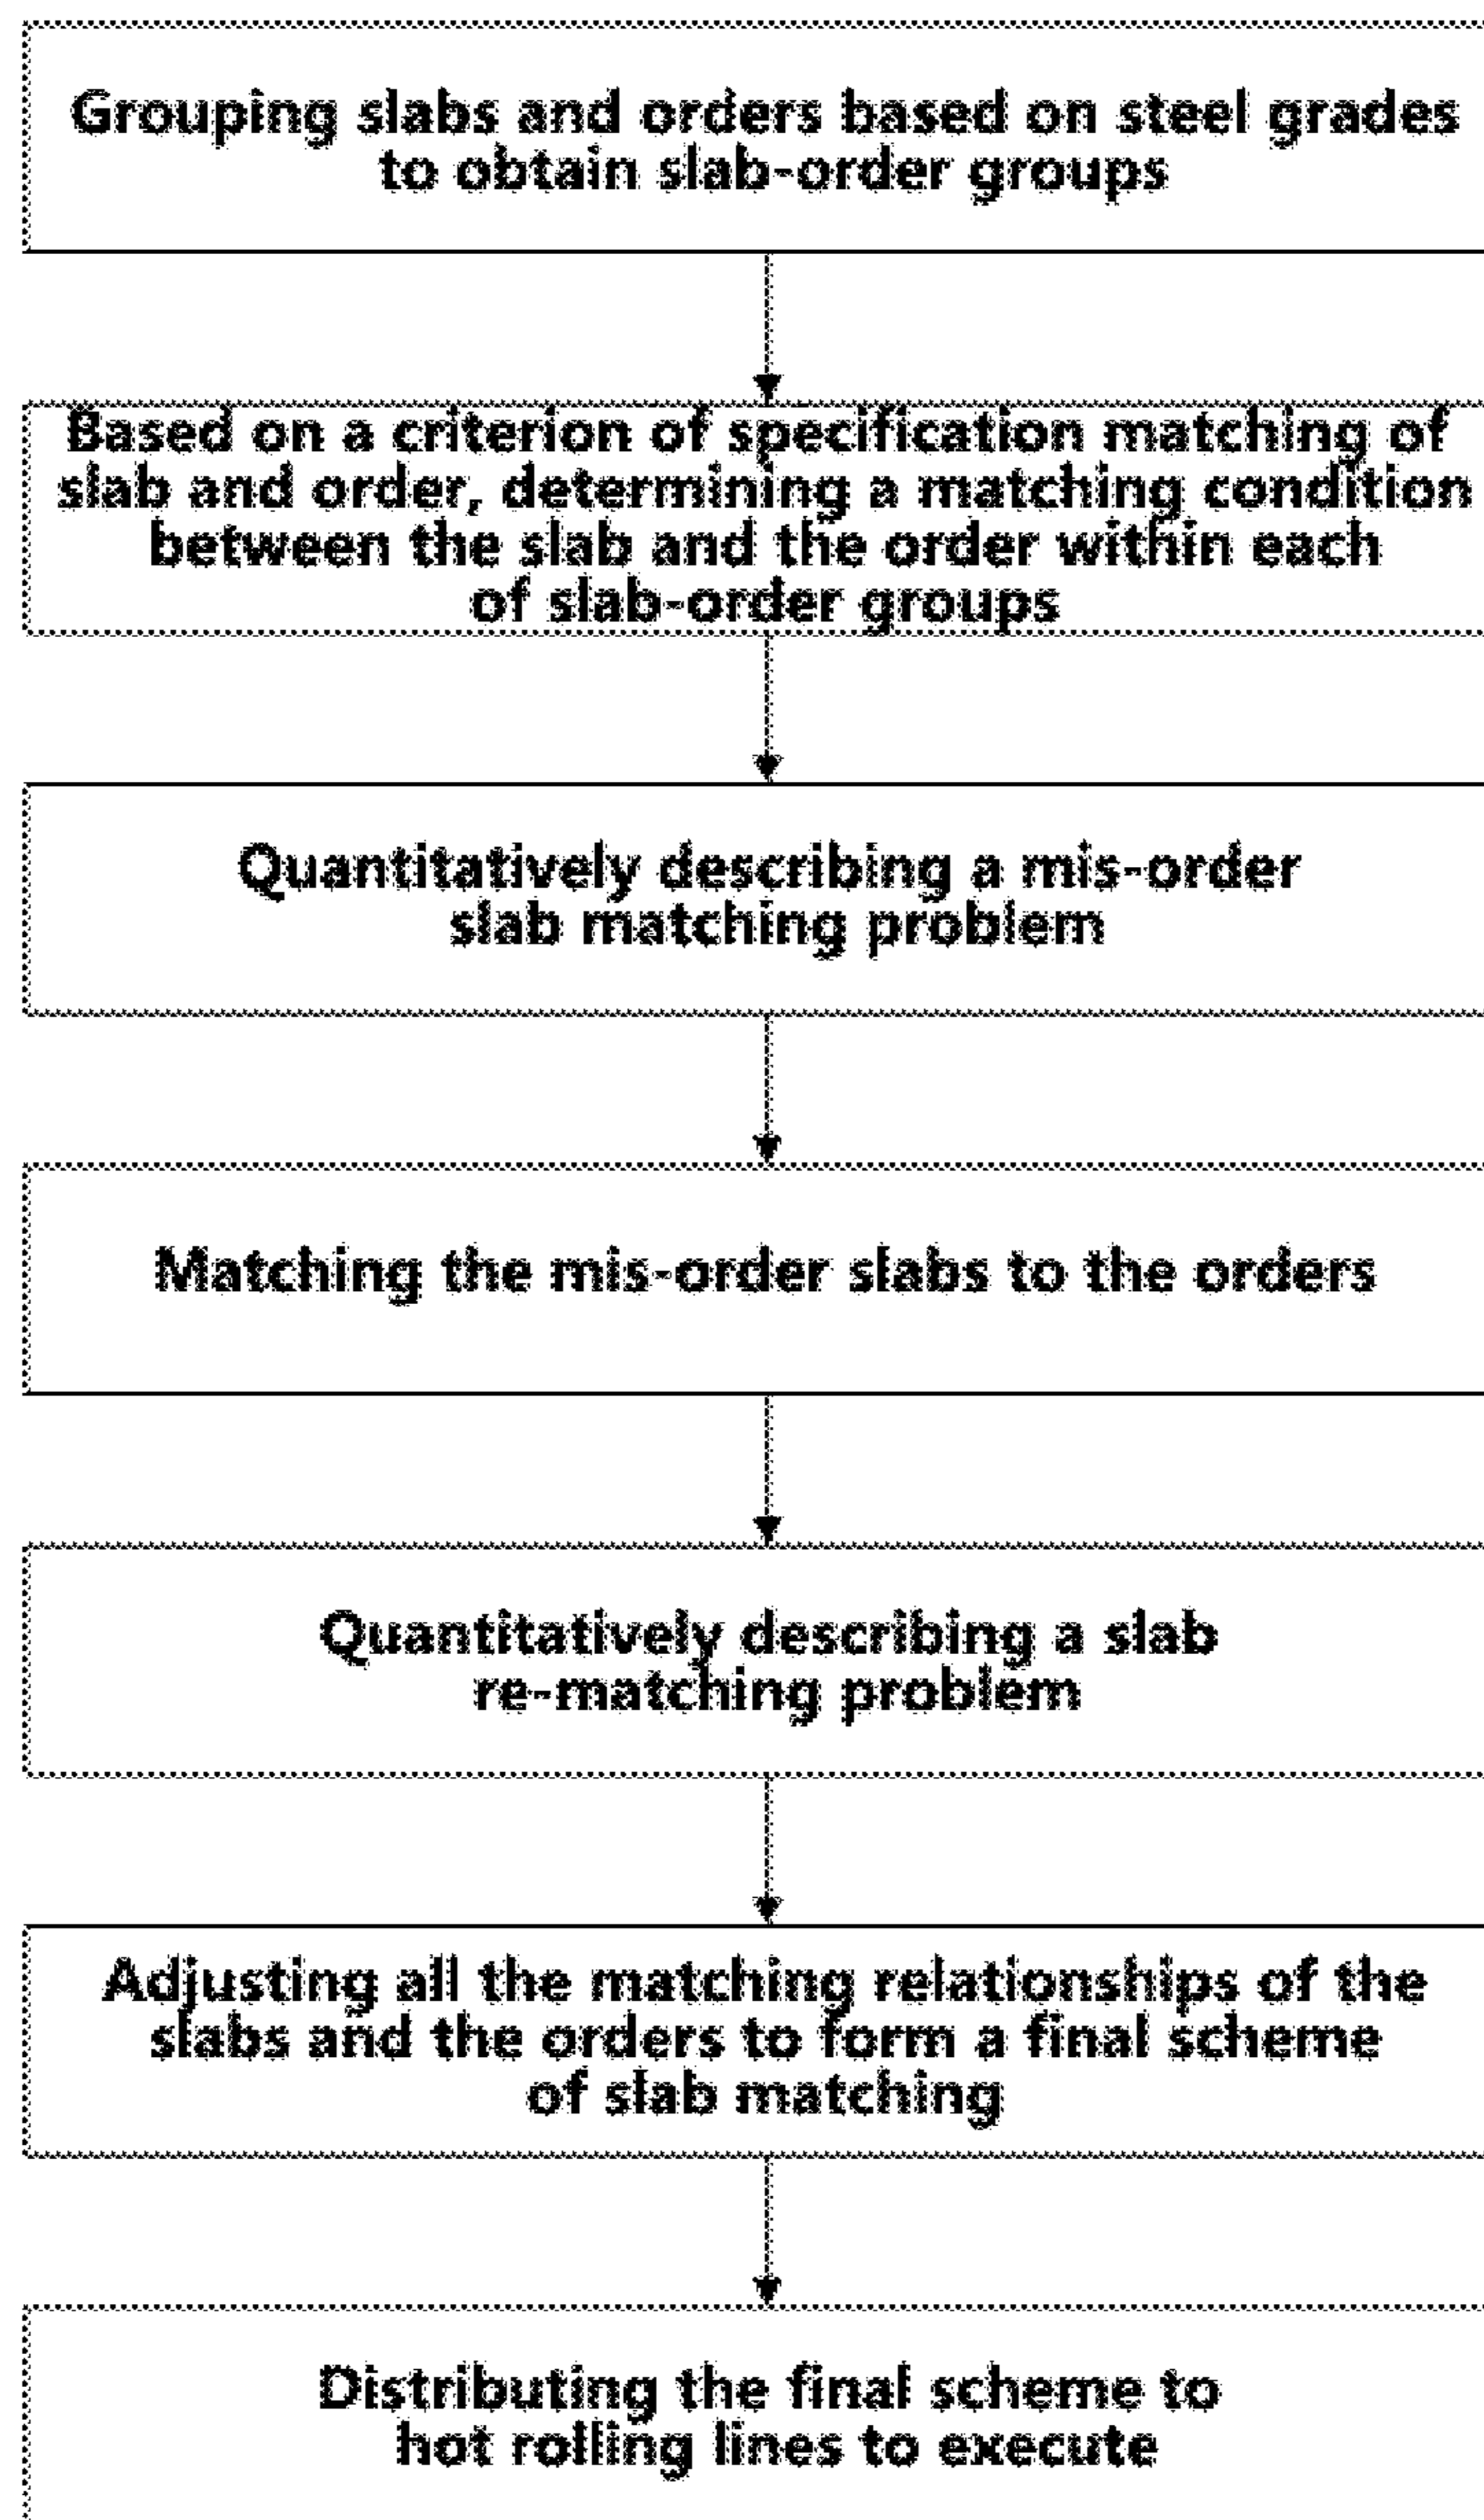 Grouping slabs and orders based on steel grades
to obtain slab-order groups
Based on a criterion of specification matching of
slab and order, determining a matching condition
between the slab and the order within each
of slab-order groups
Quantitatively describing a mis-order
slab matching problem
Matching the mis-order slabs to the orders
Quantitatively describing a slab
re-matching problem
Adjusting all the matching relationships of the
slabs and the orders to form a final scheme
of slab matching
Distributing the final scheme to
hot rolling lines to execute